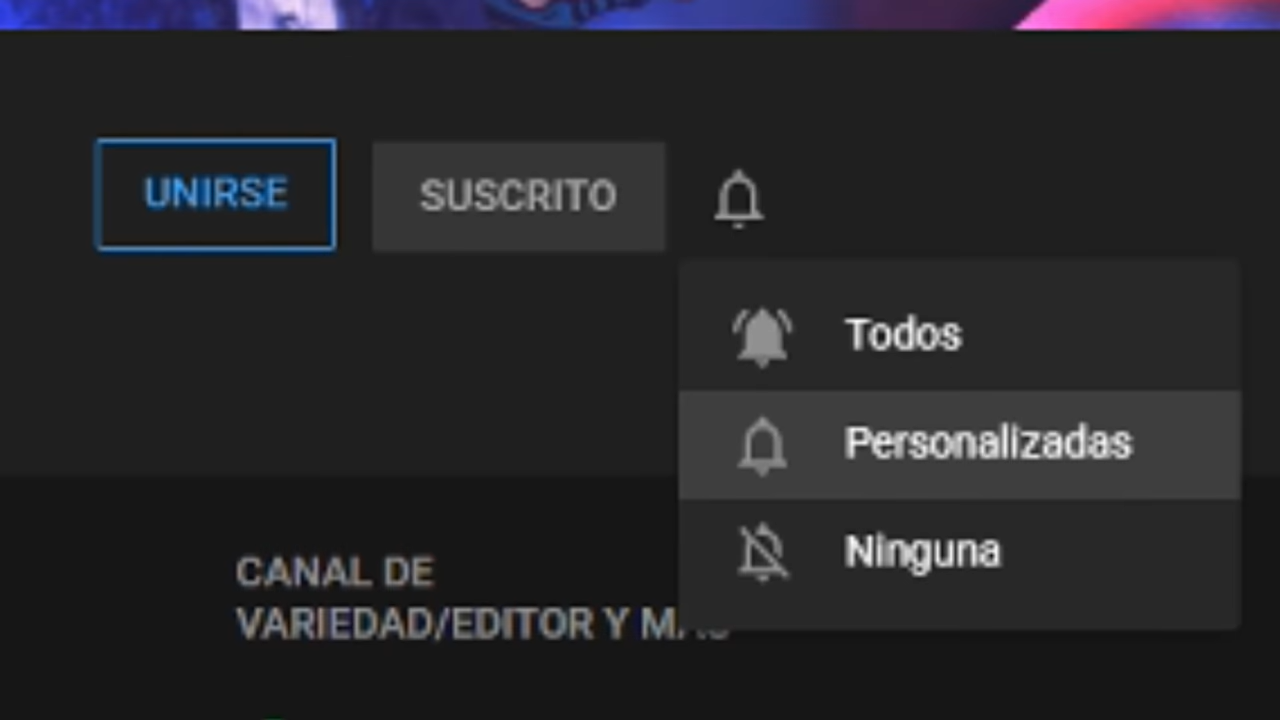 UNIRSE
SUSCRITO
Todos
Personalizadas
Ninguna
CANAL DE
VARIEDAD/EDITOR Y